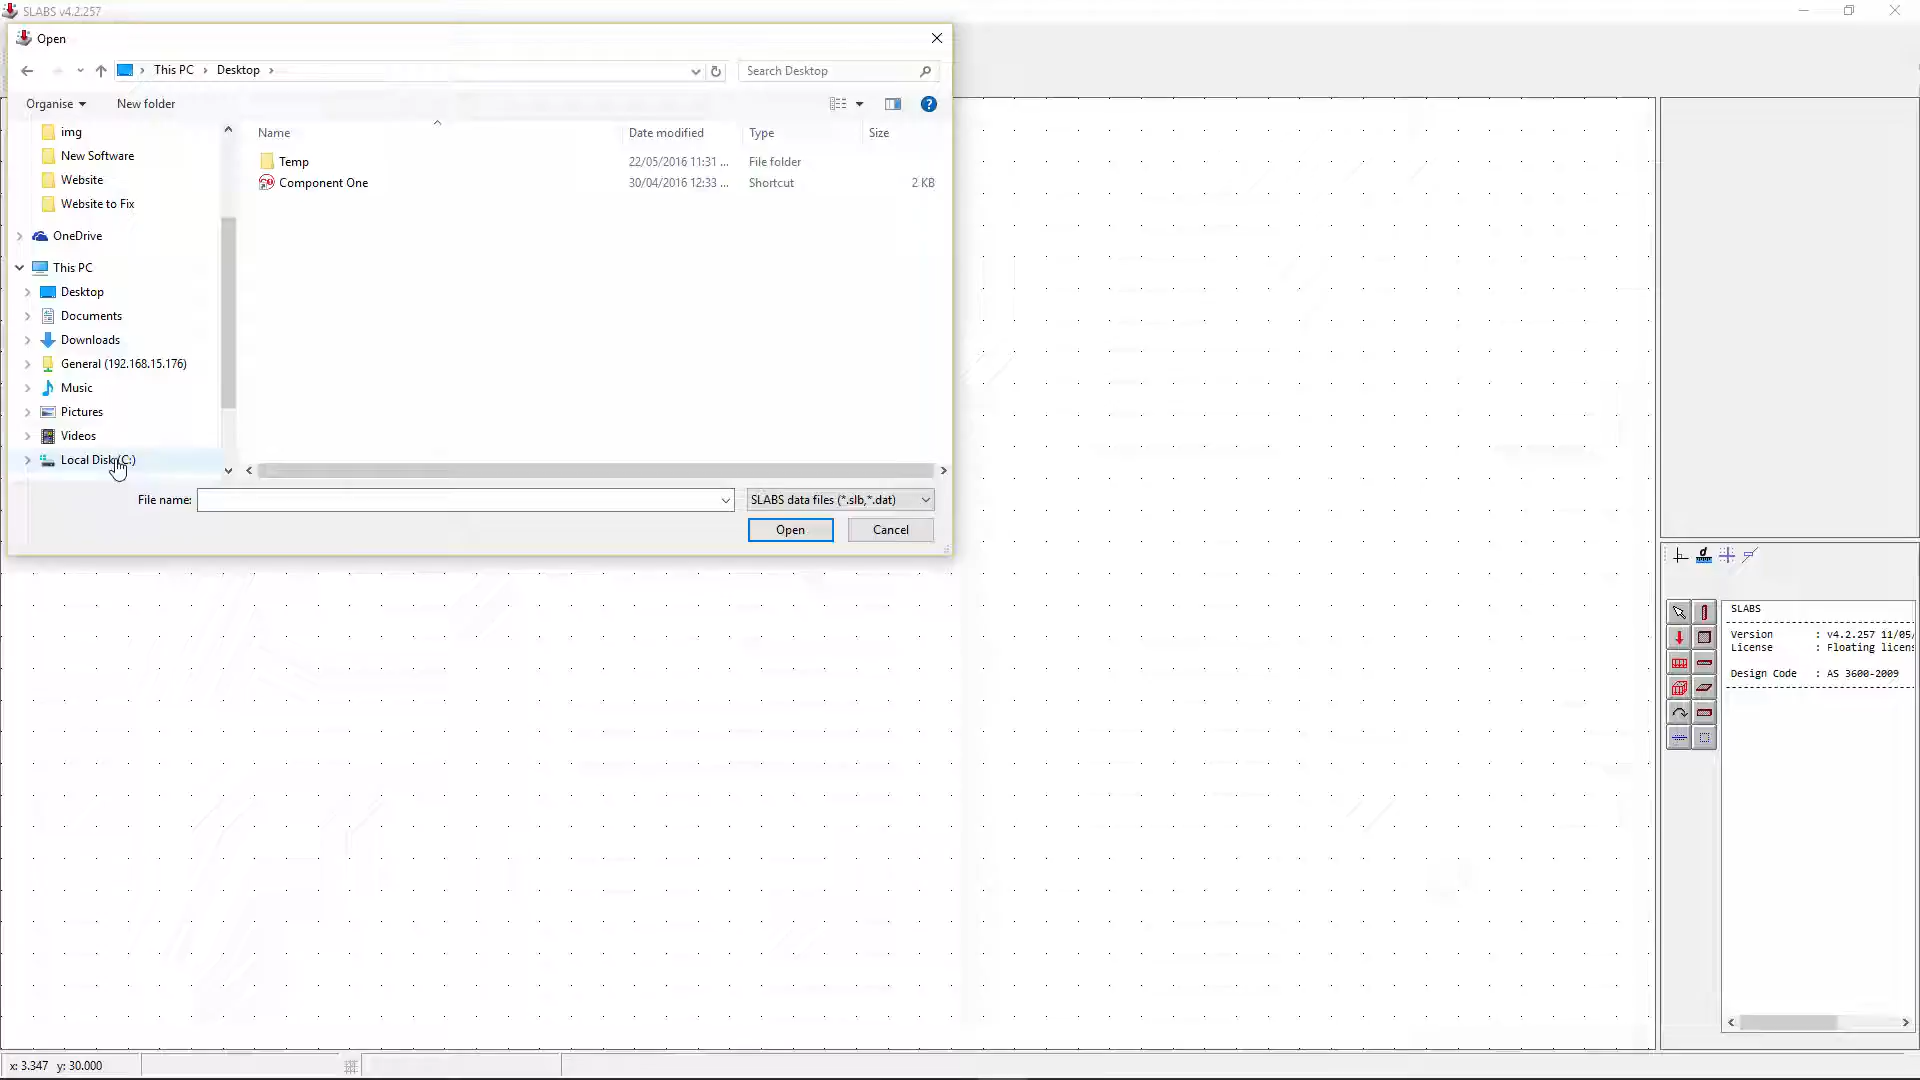 SLABS v4.2.257
Open
This PC
Desktop
Search Desktop
Organise
New folder
img
New Software
Website
Website to Fix
OneDrive
This PC
Desktop
Documents
Downloads
General (192.168.15.176)
Music
Pictures
Videos
Local Disk (C:)
Name
Date modified
Type
Size
Temp
22/05/2016 11:31 ...
File folder
Component One
30/04/2016 12:33 ...
Shortcut
2 KB
File name:
SLABS data files (*.slb,*.dat)
Open
Cancel
SLABS
Version : v4.2.257 11/05/
License : Floating licens
Design Code : AS 3600-2009
x: 3.347 y: 30.000